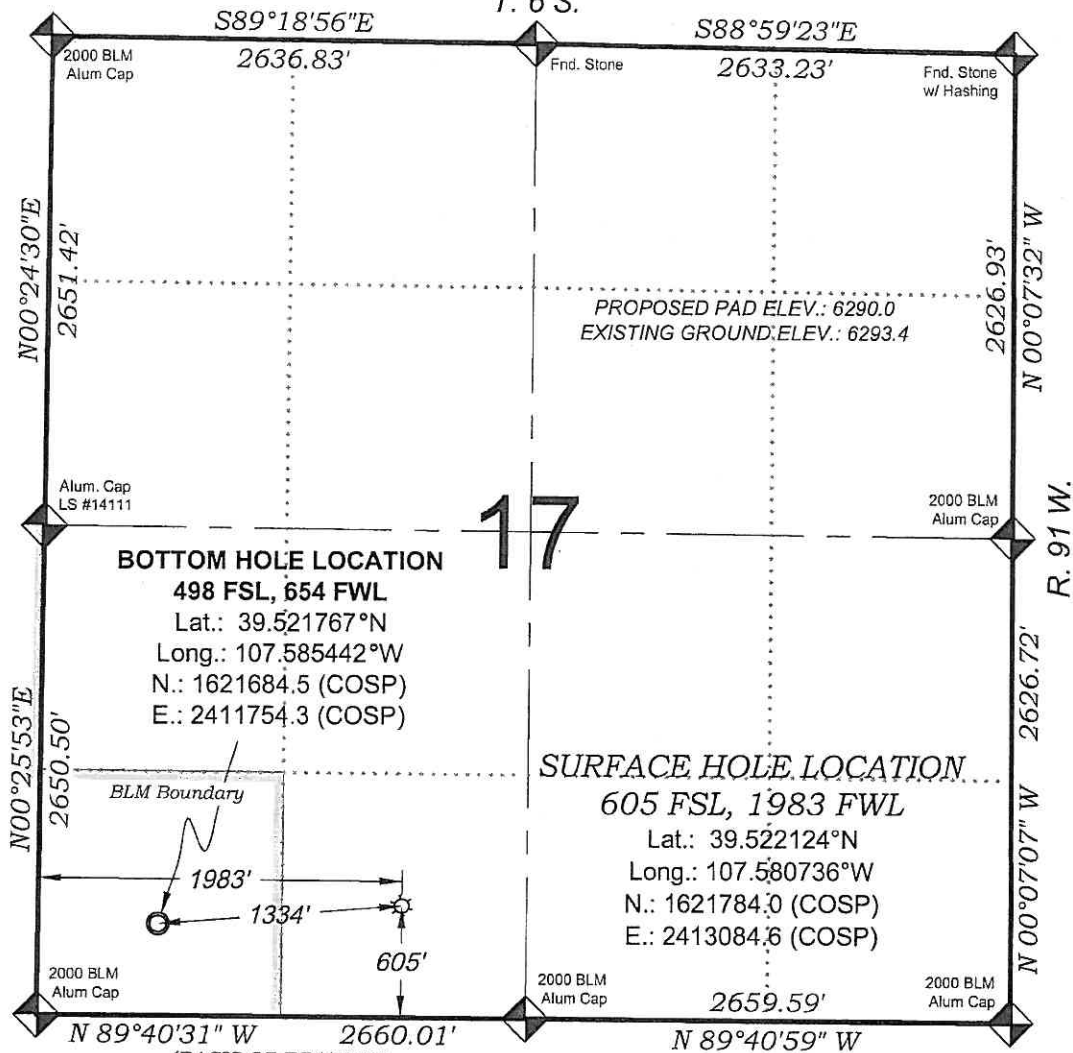 T. 6 S.
S89°18'56"E
S88°59'23"E
2000 BLM
Alum Cap
2636.83'
Fnd. Stone
2633.23'
Fnd. Stone
w/ Hashing
N00°24'30"E
2651.42'
2626.93'
N 00°07'32" W
PROPOSED PAD ELEV.: 6290.0
EXISTING GROUND ELEV.: 6293.4
Alum. Cap
LS #14111
17
2000 BLM
Alum Cap
R. 91 W.
BOTTOM HOLE LOCATION
498 FSL, 654 FWL
Lat.: 39.521767°N
Long.: 107.585442°W
N.: 1621684.5 (COSP)
E.: 2411754.3 (COSP)
N00°25'53"E
2650.50'
2626.72'
N 00°07'07" W
BLM Boundary
SURFACE HOLE LOCATION
605 FSL, 1983 FWL
Lat.: 39.522124°N
Long.: 107.580736°W
N.: 1621784.0 (COSP)
E.: 2413084.6 (COSP)
1983'
1334'
605'
2000 BLM
Alum Cap
2000 BLM
Alum Cap
2659.59'
2000 BLM
Alum Cap
N 89°40'31" W
2660.01'
N 89°40'59" W